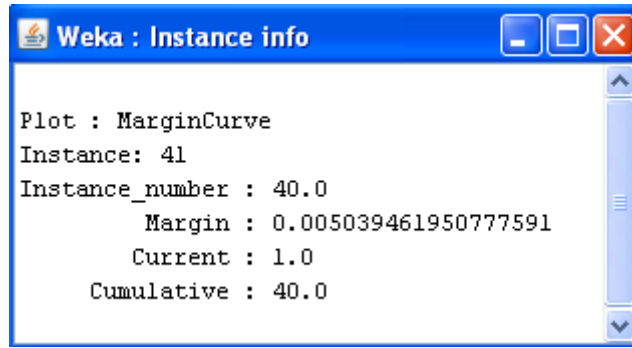 Weka : Instance info
Plot : MarginCurve
Instance: 41
Instance_number : 40.0
Margin : 0.005039461950777591
Current : 1.0
Cumulative : 40.0